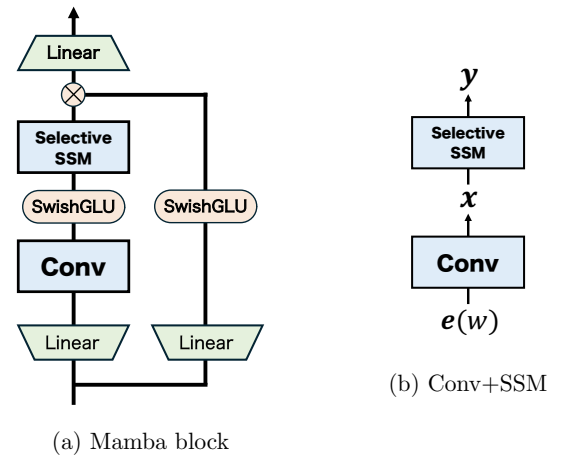 Linear
Selective
SSM
SwishGLU
SwishGLU
Conv
Linear
Linear
(a) Mamba block
y
Selective
SSM
x
Conv
e(w)
(b) Conv+SSM